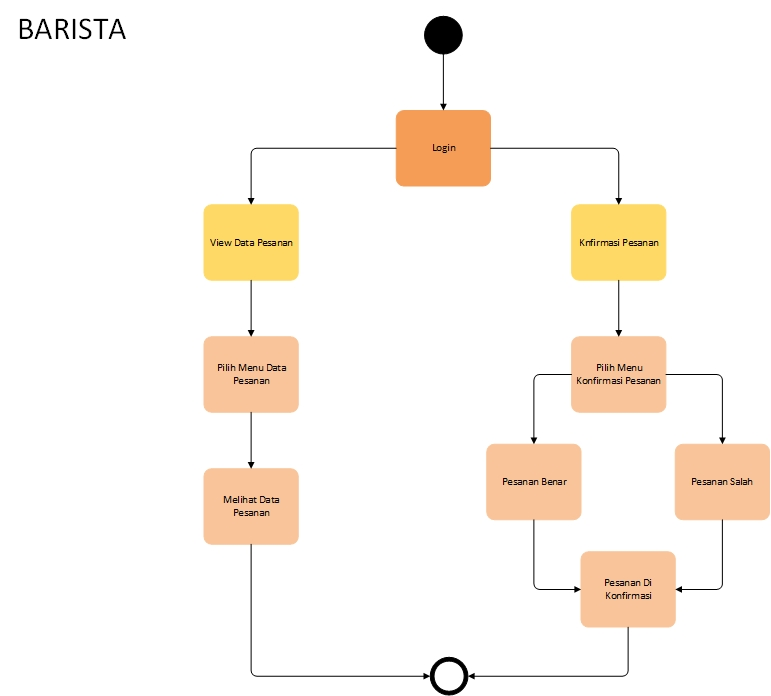 BARISTA
Login
View Data Pesanan
Knfirmasi Pesanan
Pilih Menu Data
Pesanan
Pilih Menu
Konfirmasi Pesanan
Melihat Data
Pesanan
Pesanan Benar
Pesanan Salah
Pesanan Di
Konfirmasi